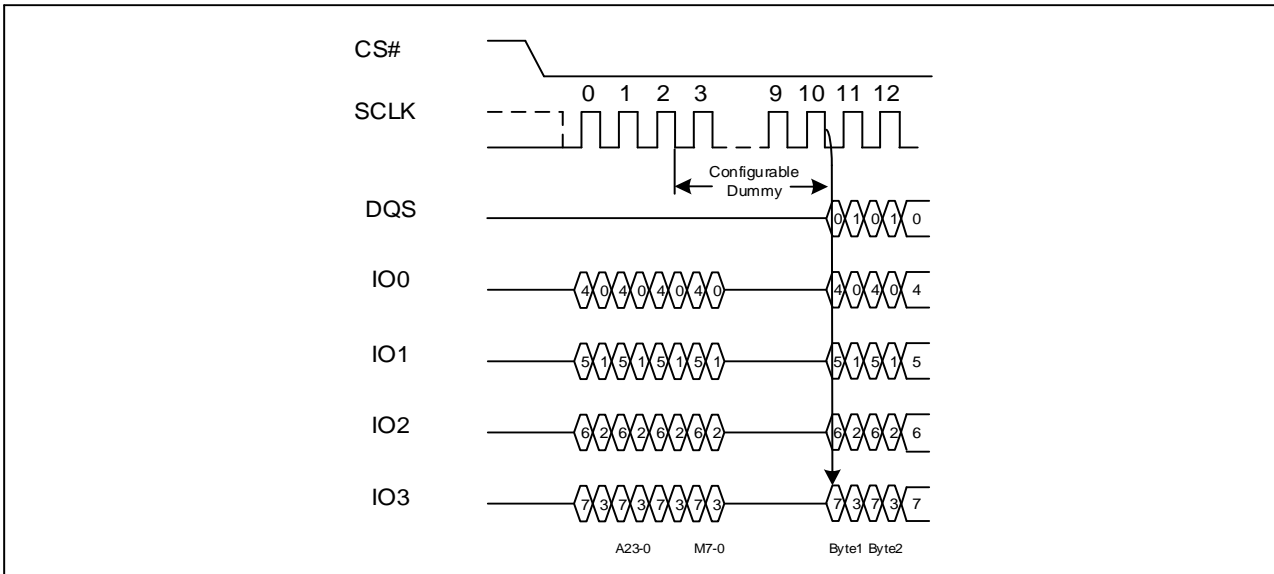 CS#
0 1 2 3 9 10 11 12
SCLK
Configurable
Dummy
DQS
0 1 0 1 0
IO0
4 0 4 0 4 0 4 0 4 0 4 0 4
IO1
5 1 5 1 5 1 5 1 5 1 5 1 5
IO2
6 2 6 2 6 2 6 2 6 2 6 2 6
IO3
7 3 7 3 7 3 7 3 7 3 7 3 7
A23-0 M7-0 Byte1 Byte2